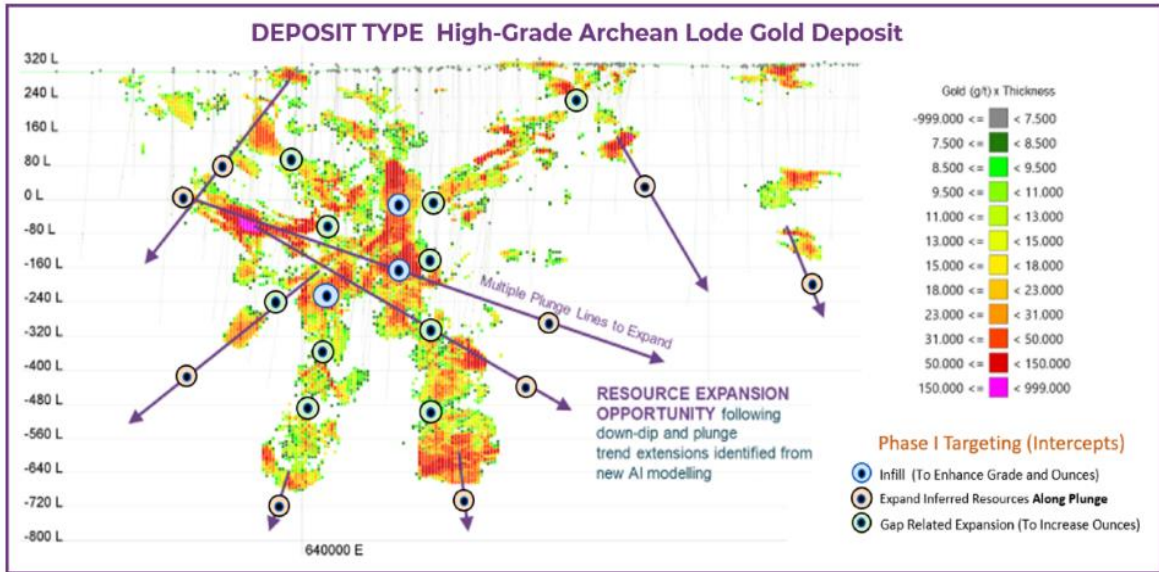 DEPOSIT TYPE High-Grade Archean Lode Gold Deposit
320 L
240 L
160 L
80 L
0 L
-80 L
-160 L
-240 L
-320 L
-400 L
-480 L
-560 L
-640 L
-720 L
-800 L
640000 E
Multiple Plunge Lines to Expand
RESOURCE EXPANSION
OPPORTUNITY following
down-dip and plunge
trend extensions identified from
new AI modelling
Gold (g/t) x Thickness
-999.000 <= < 7.500
7.500 <= < 8.500
8.500 <= < 9.500
9.500 <= < 11.000
11.000 <= < 13.000
13.000 <= < 15.000
15.000 <= < 18.000
18.000 <= < 23.000
23.000 <= < 31.000
31.000 <= < 50.000
50.000 <= < 150.000
150.000 <= < 999.000
Phase I Targeting (Intercepts)
Infill (To Enhance Grade and Ounces)
Expand Inferred Resources Along Plunge
Gap Related Expansion (To Increase Ounces)